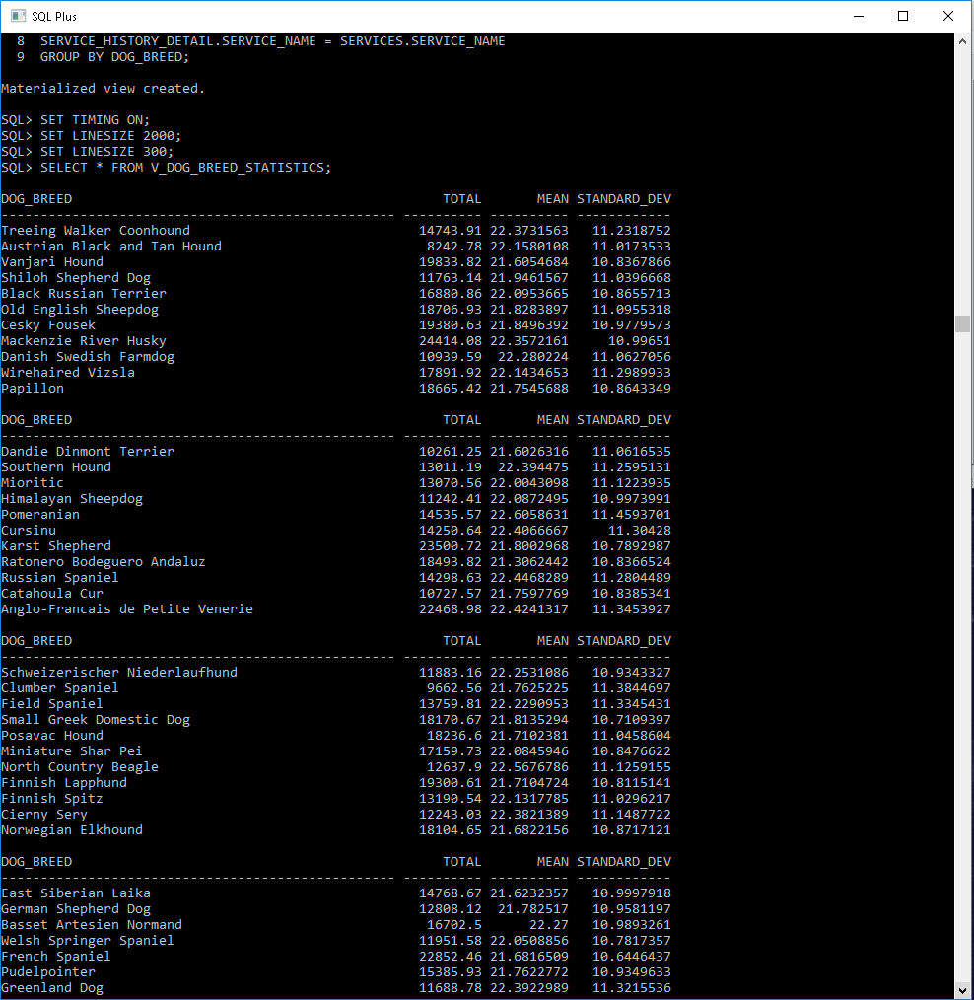 SQL Plus
8  SERVICE_HISTORY_DETAIL.SERVICE_NAME = SERVICES.SERVICE_NAME
9  GROUP BY DOG_BREED;
Materialized view created.
SQL> SET TIMING ON;
SQL> SET LINESIZE 2000;
SQL> SET LINESIZE 300;
SQL> SELECT * FROM V_DOG_BREED_STATISTICS;
DOG_BREED TOTAL MEAN STANDARD_DEV
-------------------------------------------------- ---------- ---------- ------------
Treeing Walker Coonhound 14743.91 22.3731563 11.2318752
Austrian Black and Tan Hound 8242.78 22.1580108 11.0173533
Vanjari Hound 19833.82 21.6054684 10.8367866
Shiloh Shepherd Dog 11763.14 21.9461567 11.0396668
Black Russian Terrier 16880.86 22.0953665 10.8655713
Old English Sheepdog 18706.93 21.8283897 11.0955318
Cesky Fousek 19380.63 21.8496392 10.9779573
Mackenzie River Husky 24414.08 22.3572161 10.99651
Danish Swedish Farmdog 10939.59 22.280224 11.0627056
Wirehaired Vizsla 17891.92 22.1434653 11.2989933
Papillon 18665.42 21.7545688 10.8643349
DOG_BREED TOTAL MEAN STANDARD_DEV
-------------------------------------------------- ---------- ---------- ------------
Dandie Dinmont Terrier 10261.25 21.6026316 11.0616535
Southern Hound 13011.19 22.394475 11.2595131
Mioritic 13070.56 22.0043098 11.1223935
Himalayan Sheepdog 11242.41 22.0872495 10.9973991
Pomeranian 14535.57 22.6058631 11.4593701
Cursinu 14250.64 22.4066667 11.30428
Karst Shepherd 23500.72 21.8002968 10.7892987
Ratonero Bodeguero Andaluz 18493.82 21.3062442 10.8366524
Russian Spaniel 14298.63 22.4468289 11.2804489
Catahoula Cur 10727.57 21.7597769 10.8385341
Anglo-Francais de Petite Venerie 22468.98 22.4241317 11.3453927
DOG_BREED TOTAL MEAN STANDARD_DEV
-------------------------------------------------- ---------- ---------- ------------
Schweizerischer Niederlaufhund 11883.16 22.2531086 10.9343327
Clumber Spaniel 9662.56 21.7625225 11.3844697
Field Spaniel 13759.81 22.2290953 11.3345431
Small Greek Domestic Dog 18170.67 21.8135294 10.7109397
Posavac Hound 18236.6 21.7102381 11.0458604
Miniature Shar Pei 17159.73 22.0845946 10.8476622
North Country Beagle 12637.9 22.5676786 11.1259155
Finnish Lapphund 19300.61 21.7104724 10.8115141
Finnish Spitz 13190.54 22.1317785 11.0296217
Cierny Sery 12243.03 22.3821389 11.1487722
Norwegian Elkhound 18104.65 21.6822156 10.8717121
DOG_BREED TOTAL MEAN STANDARD_DEV
-------------------------------------------------- ---------- ---------- ------------
East Siberian Laika 14768.67 21.6232357 10.9997918
German Shepherd Dog 12808.12 21.782517 10.9581197
Basset Artesien Normand 16702.5 22.27 10.9893261
Welsh Springer Spaniel 11951.58 22.0508856 10.7817357
French Spaniel 22852.46 21.6816509 10.6446437
Pudelpointer 15385.93 21.7622772 10.9349633
Greenland Dog 11688.78 22.3922989 11.3215536